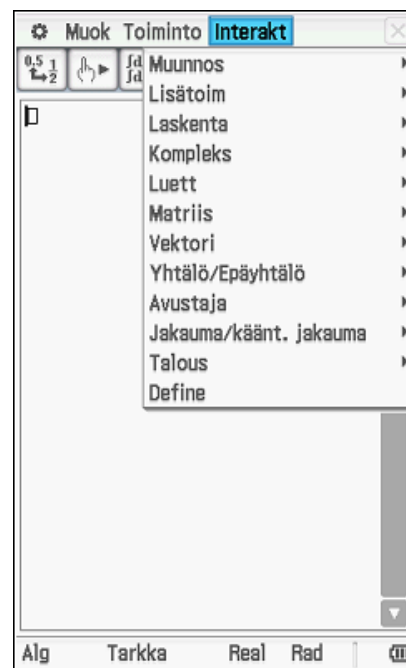 Muok Toiminto Interakt
0.5 1
2
Muunnos
Lisätoim
Laskenta
Kompleks
Luett
Matriis
Vektori
Yhtälö/Epäyhtälö
Avustaja
Jakauma/käänt. jakauma
Talous
Define
Alg Tarkka Real Rad